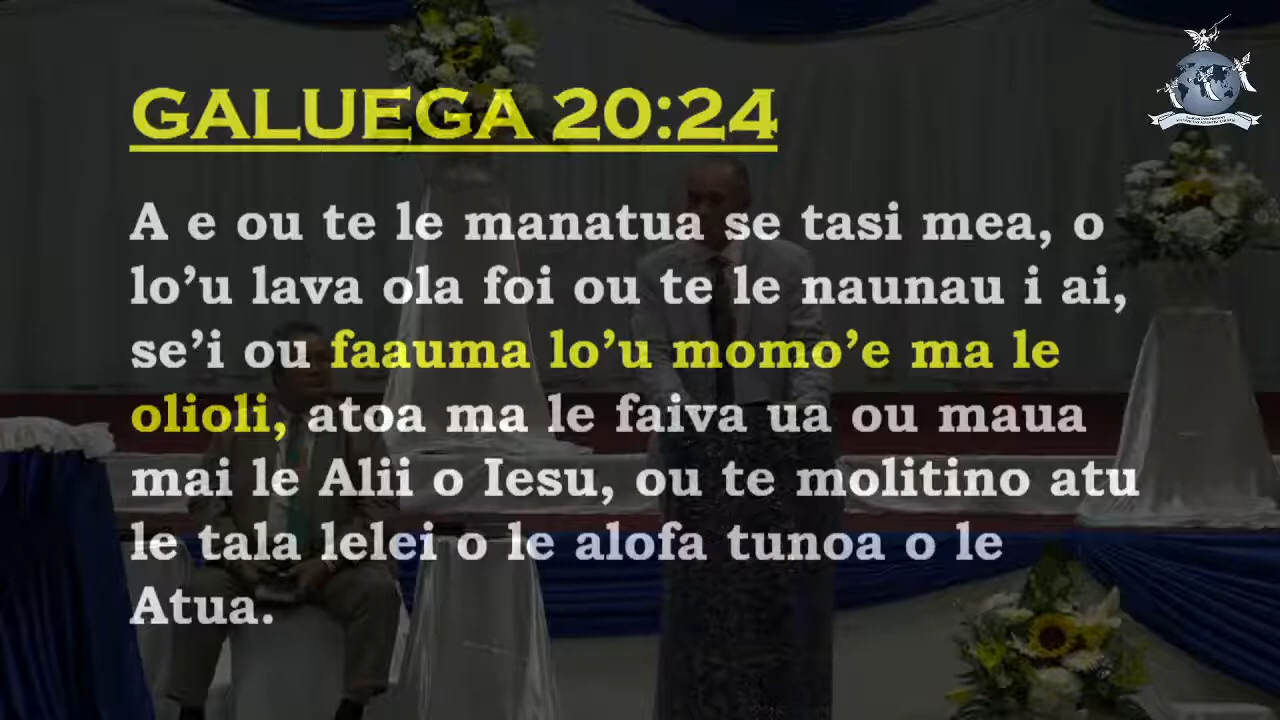 GALUEGA 20:24
A e ou te le manatua se tasi mea, o
lo’u lava ola foi ou te le naunau i ai,
se’i ou faauma lo’u momo’e ma le
olioli, atoa ma le faiva ua ou maua
mai le Alii o Iesu, ou te molitino atu
le tala lelei o le alofa tunoa o le
Atua.